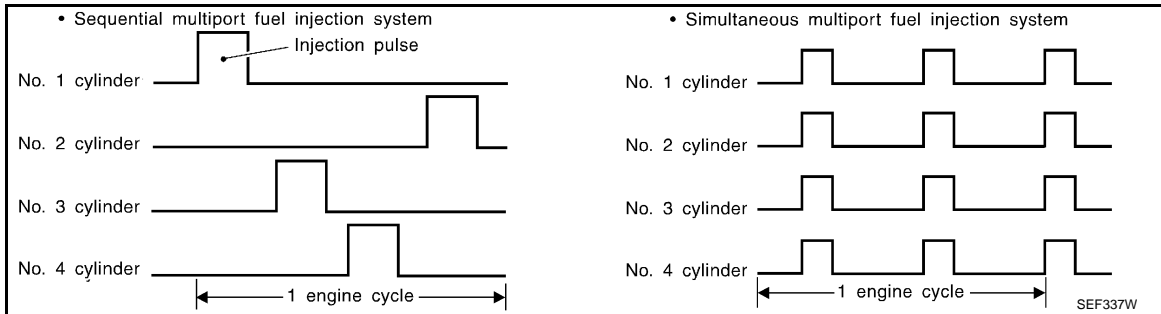 • Sequential multiport fuel injection system
Injection pulse
No. 1 cylinder
No. 2 cylinder
No. 3 cylinder
No. 4 cylinder
1 engine cycle
• Simultaneous multiport fuel injection system
No. 1 cylinder
No. 2 cylinder
No. 3 cylinder
No. 4 cylinder
1 engine cycle
SEF337W